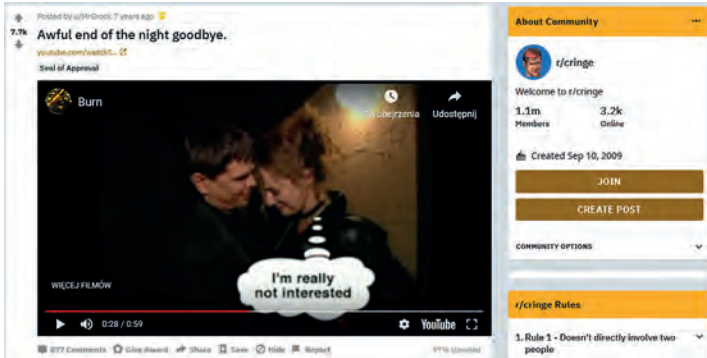 Posted by u/MrGrock 7 years ago
7.7k
Awful end of the night goodbye.
youtube.com/watch?...
Seal of Approval
Burn
Do obejrzenia
Udostępnij
I'm really
not interested
WIĘCEJ FILMÓW
0:28 / 0:59
YouTube
877 Comments Give Award Share Save Hide Report
97% Upvoted
About Community
r/cringe
Welcome to r/cringe
1.1m
3.2k
Members
Online
Created Sep 10, 2009
JOIN
CREATE POST
COMMUNITY OPTIONS
r/cringe Rules
1. Rule 1 - Doesn't directly involve two
people